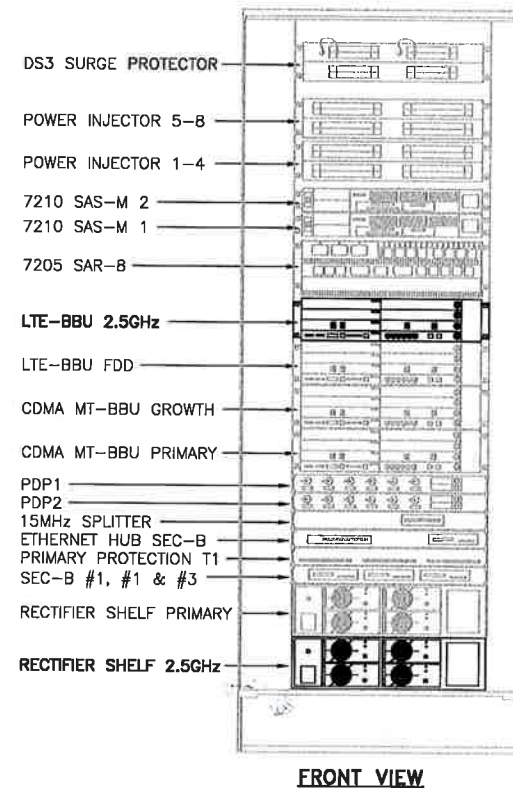 DS3 SURGE PROTECTOR
POWER INJECTOR 5-8
POWER INJECTOR 1-4
7210 SAS-M 2
7210 SAS-M 1
7205 SAR-8
LTE-BBU 2.5GHz
LTE-BBU FDD
CDMA MT-BBU GROWTH
CDMA MT-BBU PRIMARY
PDP1
PDP2
15MHz SPLITTER
ETHERNET HUB SEC-B
PRIMARY PROTECTION T1
SEC-B #1, #1 & #3
RECTIFIER SHELF PRIMARY
RECTIFIER SHELF 2.5GHz
FRONT VIEW